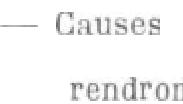 — Causes
rendron